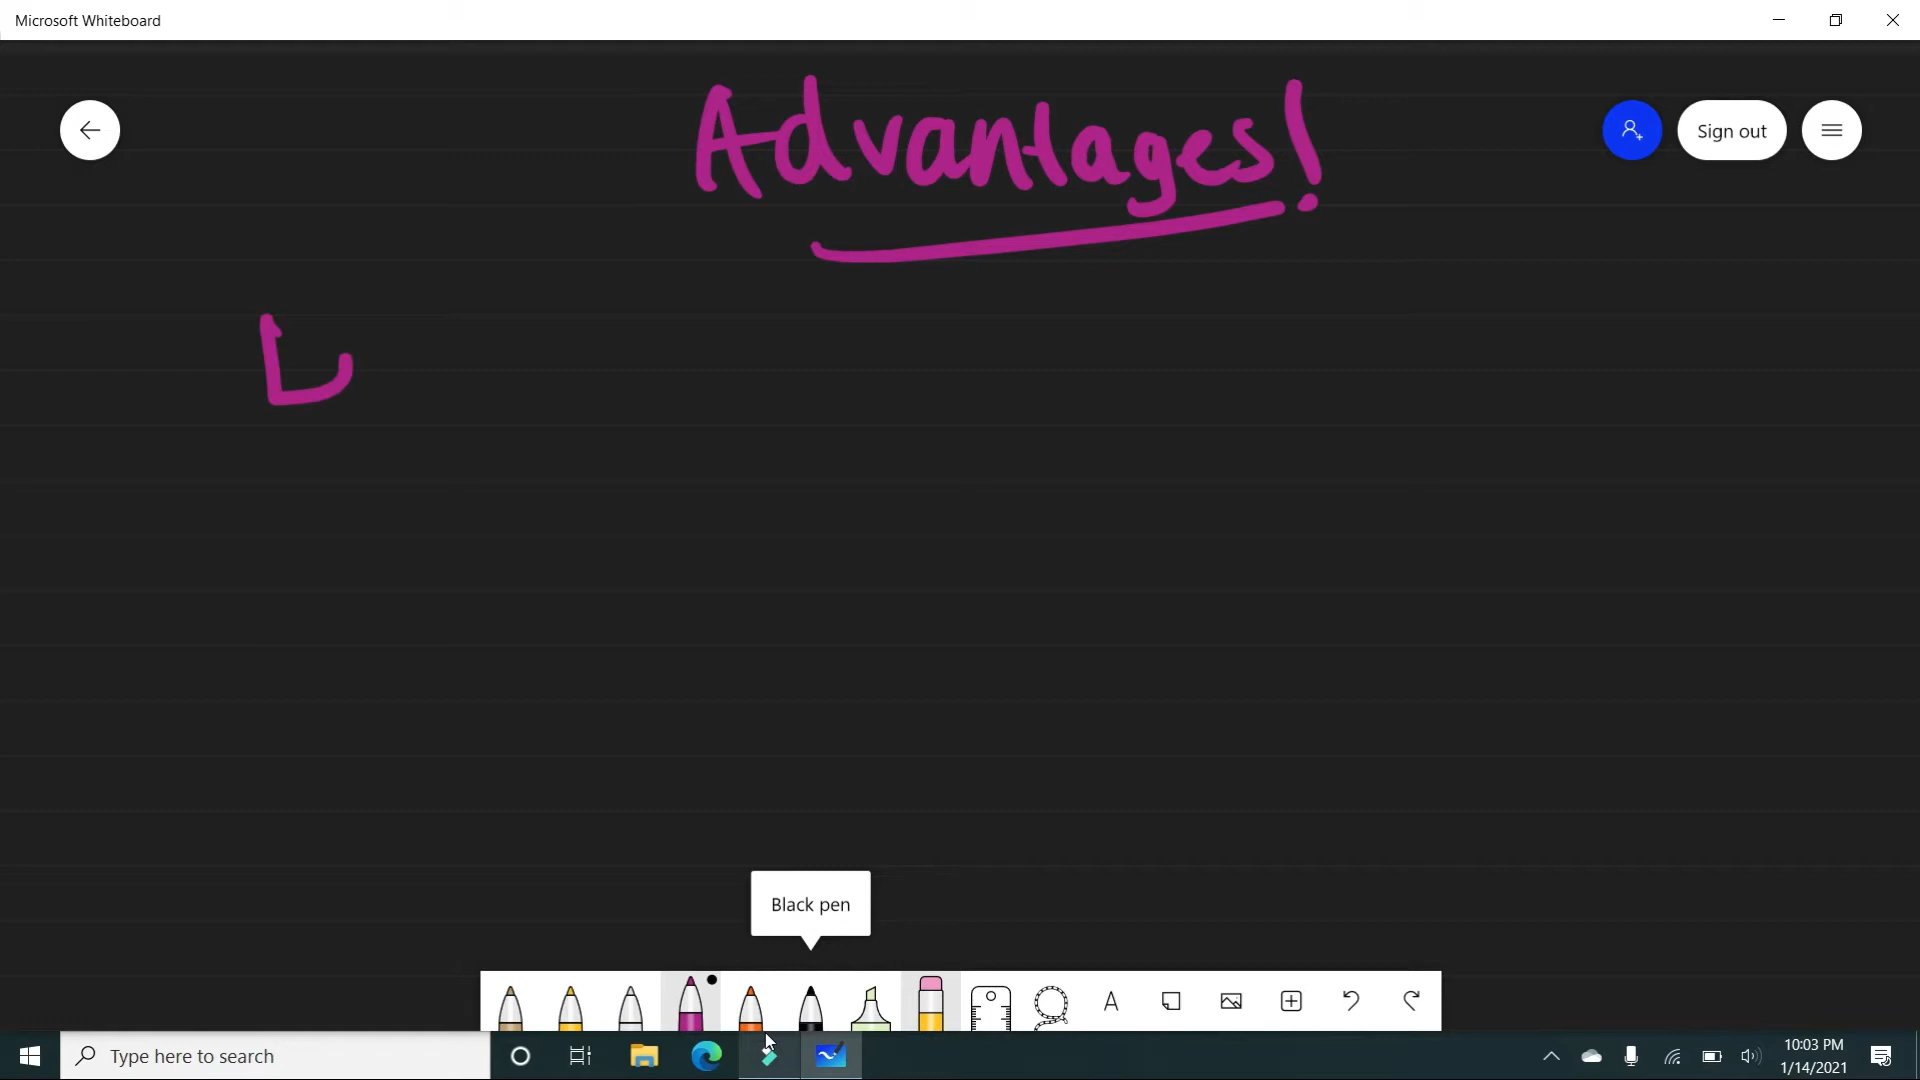 Microsoft Whiteboard
Advantages!
Sign out
Black pen
A
Type here to search
10:03 PM
1/14/2021